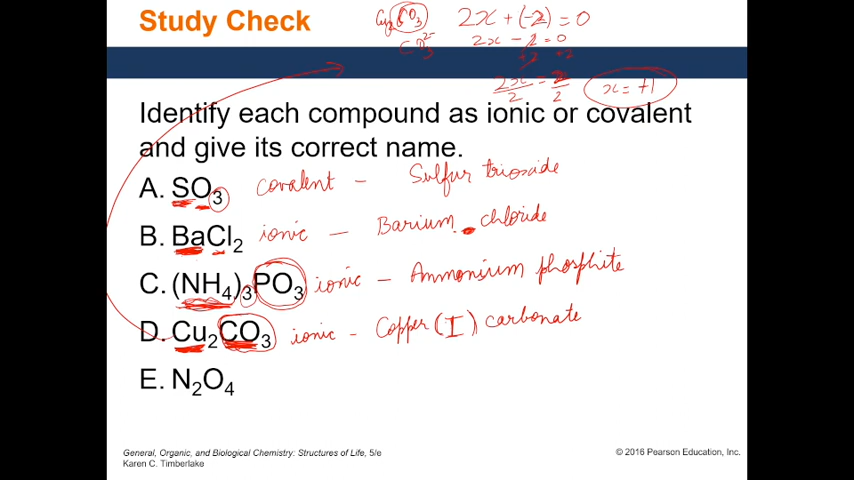 Study Check
Cu₂CO₃ 2x + (-2) = 0
CO₃²⁻ 2x - 2 = 0
+2 +2
2x/2 = 2/2 x = +1
Identify each compound as ionic or covalent
and give its correct name.
A. SO₃ covalent - Sulfur trioxide
B. BaCl₂ ionic - Barium chloride
C. (NH₄)₃PO₃ ionic - Ammonium phosphite
D. Cu₂CO₃ ionic - Copper (I) carbonate
E. N₂O₄
General, Organic, and Biological Chemistry: Structures of Life, 5/e
Karen C. Timberlake
© 2016 Pearson Education, Inc.